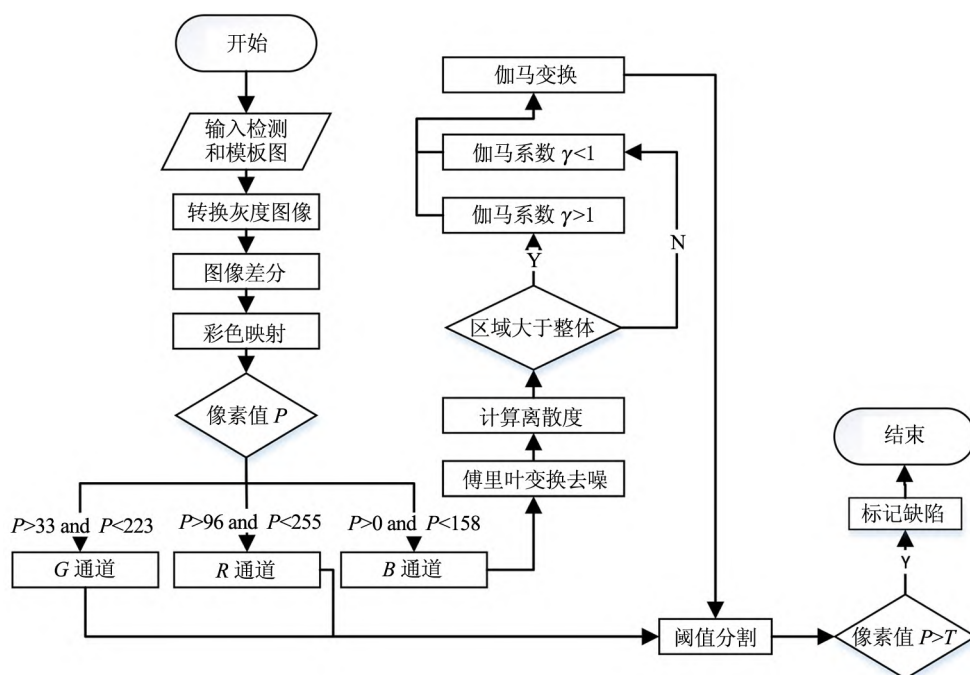 开始
输入检测
和模板图
转换灰度图像
图像差分
彩色映射
像素值 P
P>33 and P<223
P>96 and P<255
P>0 and P<158
G 通道
R 通道
B 通道
傅里叶变换去噪
计算离散度
区域大于整体
Y
N
伽马系数 γ>1
伽马系数 γ<1
伽马变换
阈值分割
像素值 P>T
Y
标记缺陷
结束